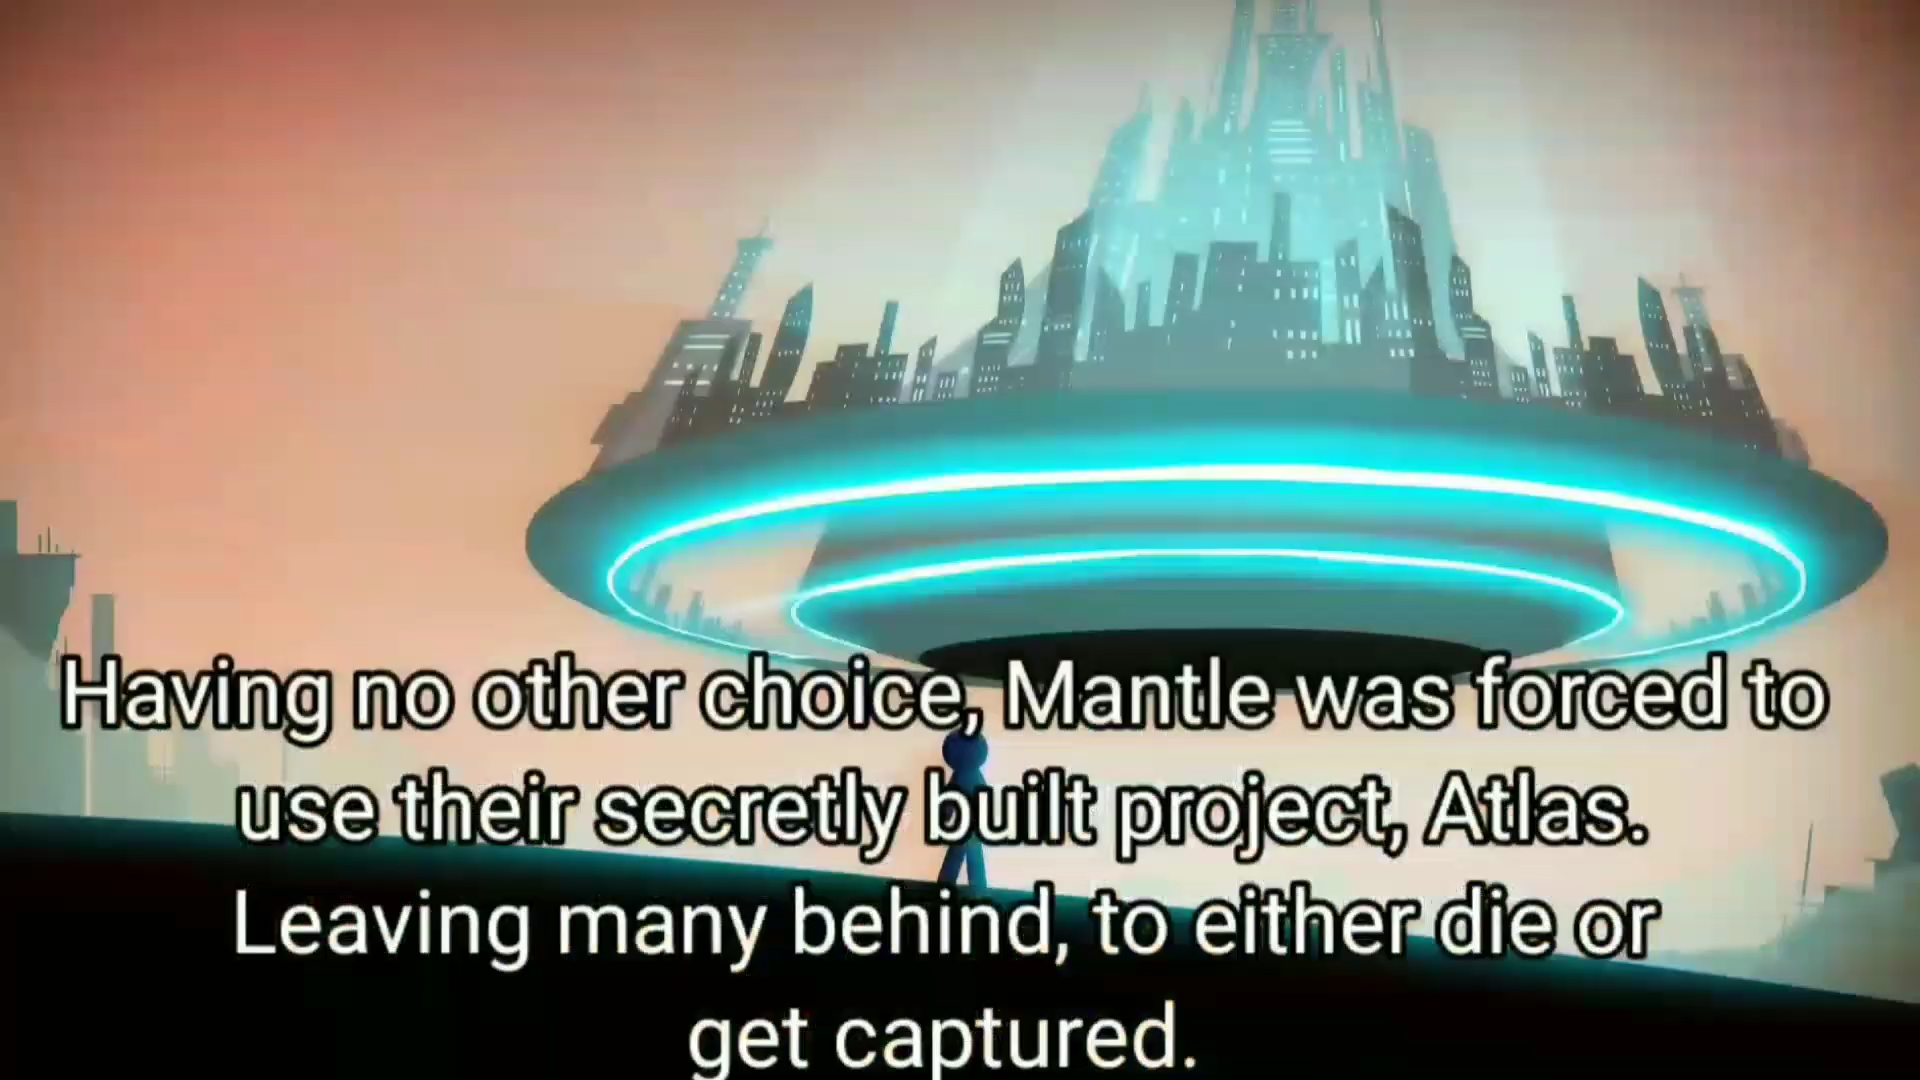 Having no other choice, Mantle was forced to
use their secretly built project, Atlas.
Leaving many behind, to either die or
get captured.